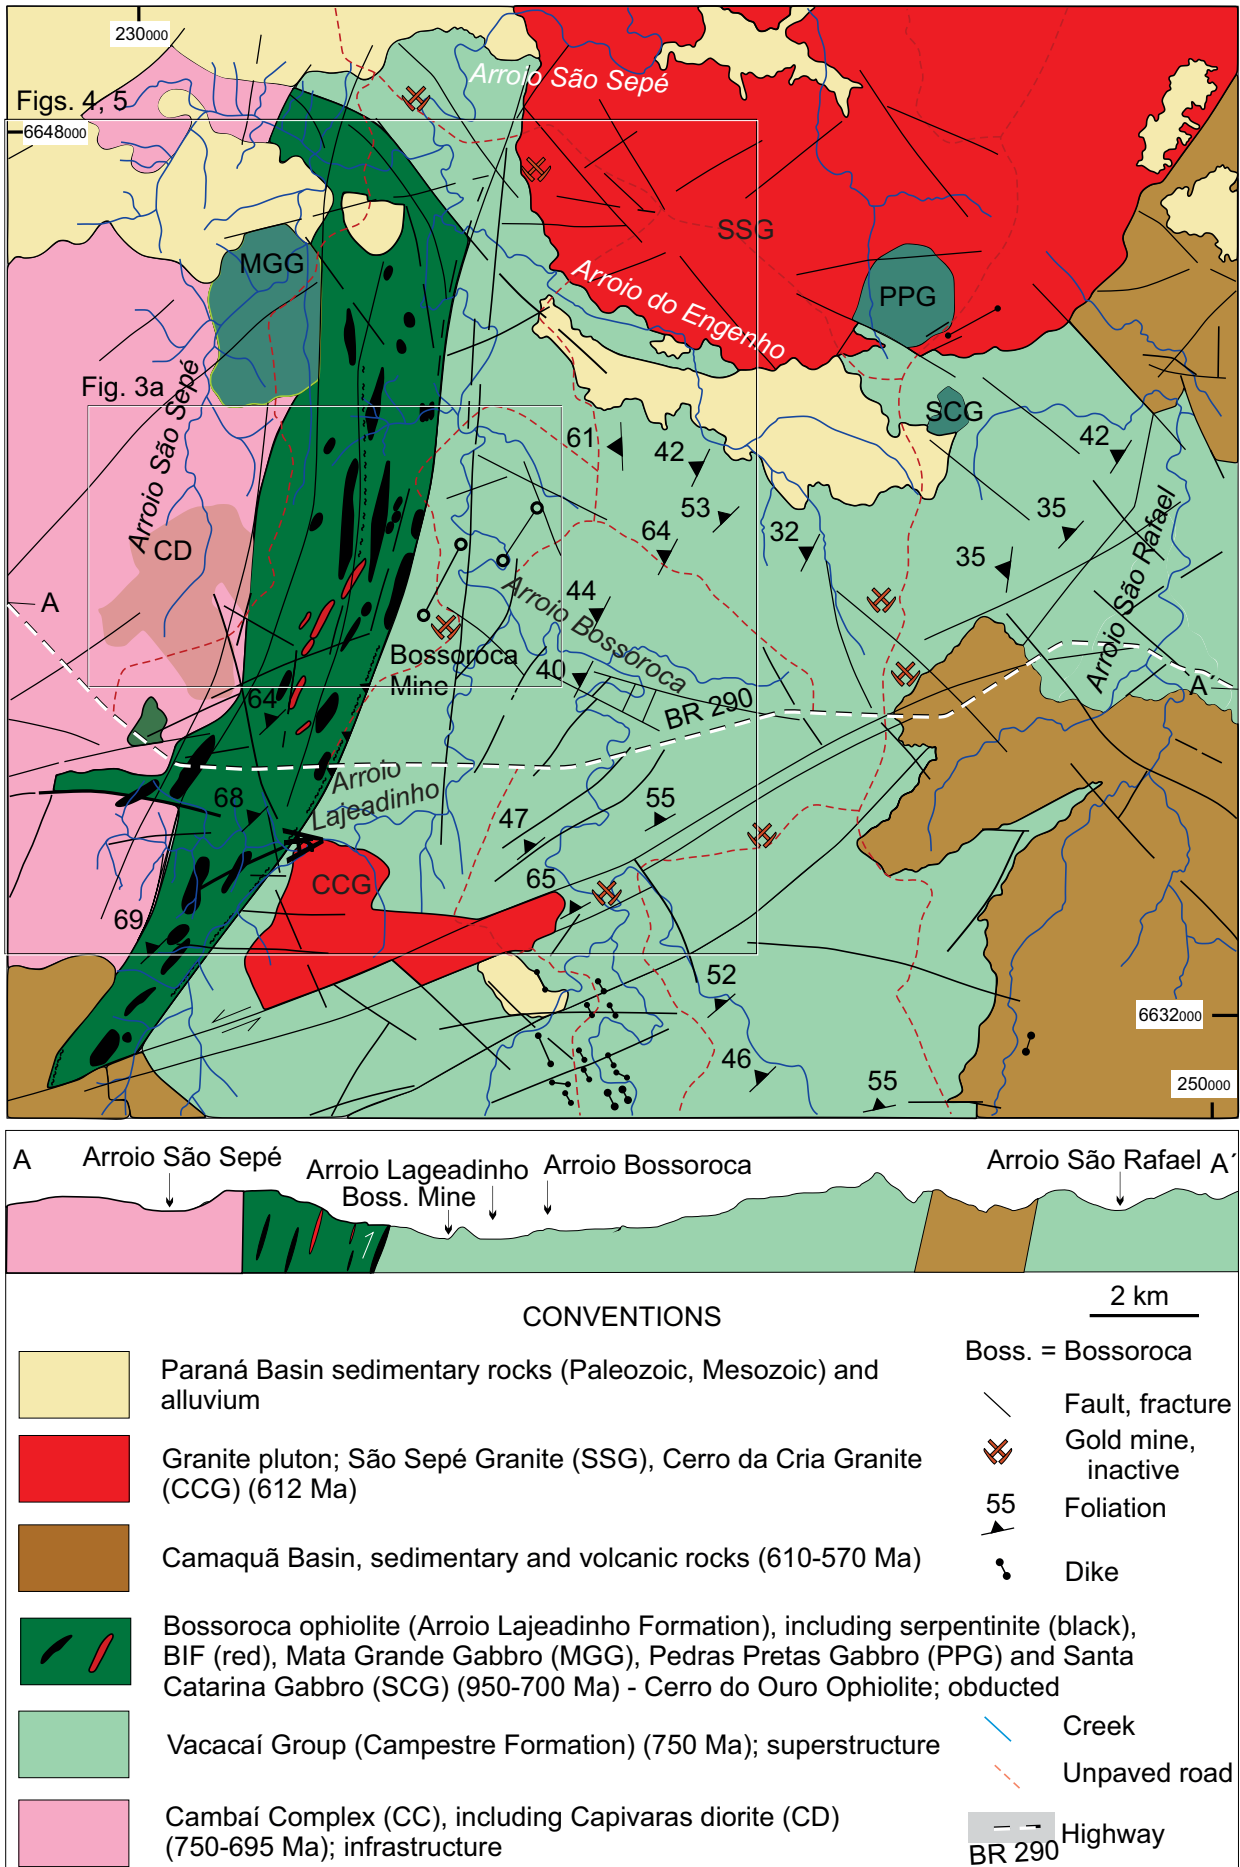 230000
Arroio São Sepé
Figs. 4, 5
6648000
SSG
MGG
Arroio do Engenho
PPG
Arroio São Sepé
Fig. 3a
SCG
61
42
42
53
35
64
32
35
CD
Arroio São Rafael
A
44
Arroio Bossoroca
Bossoroca
Mine
40
A
64
BR 290
Arroio
Lajeadinho
68
55
47
CCG
65
69
52
6632000
46
55
250000
A
Arroio São Sepé
Arroio Lageadinho
Boss. Mine
Arroio Bossoroca
Arroio São Rafael
A´
2 km
CONVENTIONS
Paraná Basin sedimentary rocks (Paleozoic, Mesozoic) and
alluvium
Granite pluton; São Sepé Granite (SSG), Cerro da Cria Granite
(CCG) (612 Ma)
Camaquã Basin, sedimentary and volcanic rocks (610-570 Ma)
Bossoroca ophiolite (Arroio Lajeadinho Formation), including serpentinite (black),
BIF (red), Mata Grande Gabbro (MGG), Pedras Pretas Gabbro (PPG) and Santa
Catarina Gabbro (SCG) (950-700 Ma) - Cerro do Ouro Ophiolite; obducted
Vacacaí Group (Campestre Formation) (750 Ma); superstructure
Cambaí Complex (CC), including Capivaras diorite (CD)
(750-695 Ma); infrastructure
Boss. = Bossoroca
Fault, fracture
Gold mine,
inactive
55
Foliation
Dike
Creek
Unpaved road
Highway
BR 290